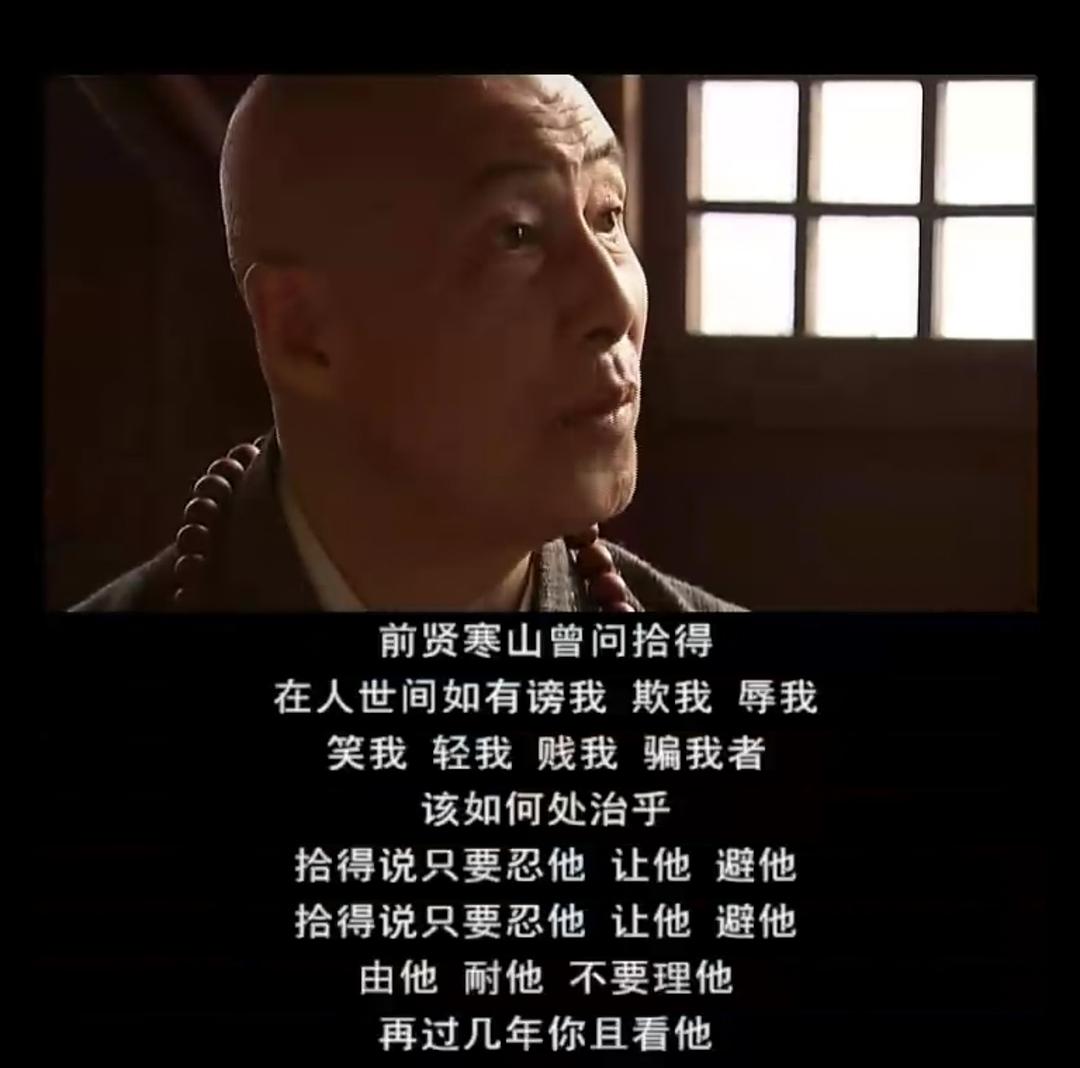 前贤寒山曾问拾得
在人世间如有谤我 欺我 辱我
笑我 轻我 贱我 骗我者
该如何处治乎
拾得说只要忍他 让他 避他
拾得说只要忍他 让他 避他
由他 耐他 不要理他
再过几年你且看他